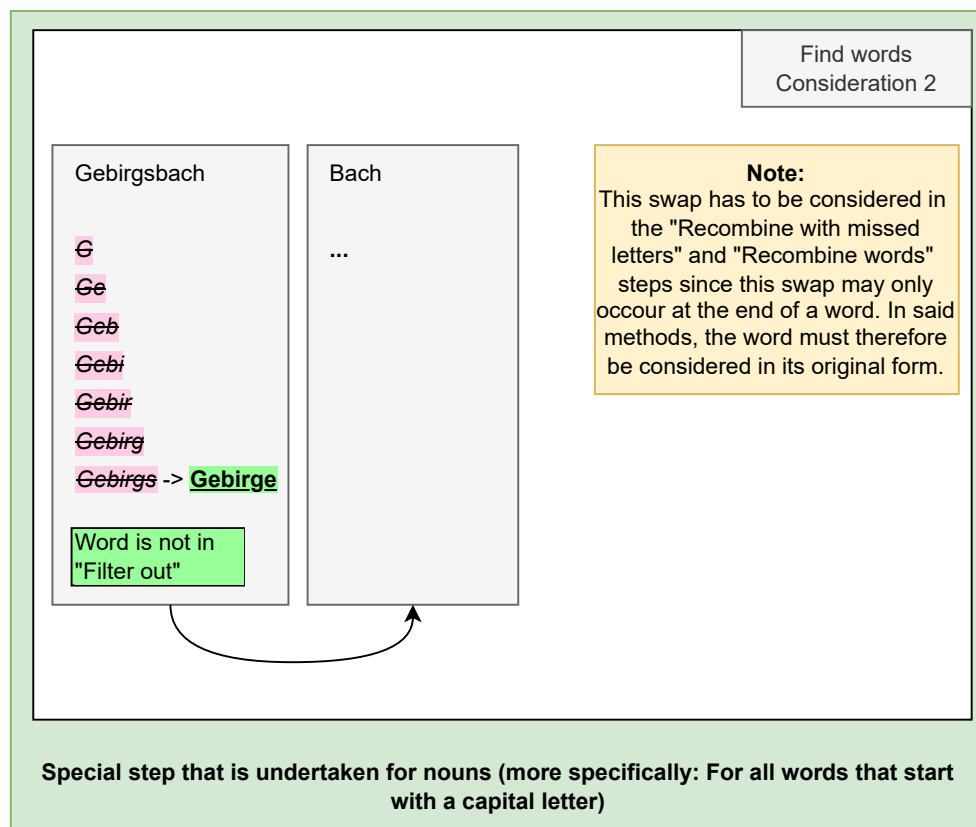 Find words
Consideration 2
Gebirgsbach
G
Ge
Geb
Gebi
Gebir
Gebirg
Gebirgs -> Gebirge
Word is not in
"Filter out"
Bach
...
Note:
This swap has to be considered in
the "Recombine with missed
letters" and "Recombine words"
steps since this swap may only
occour at the end of a word. In said
methods, the word must therefore
be considered in its original form.
Special step that is undertaken for nouns (more specifically: For all words that start
with a capital letter)